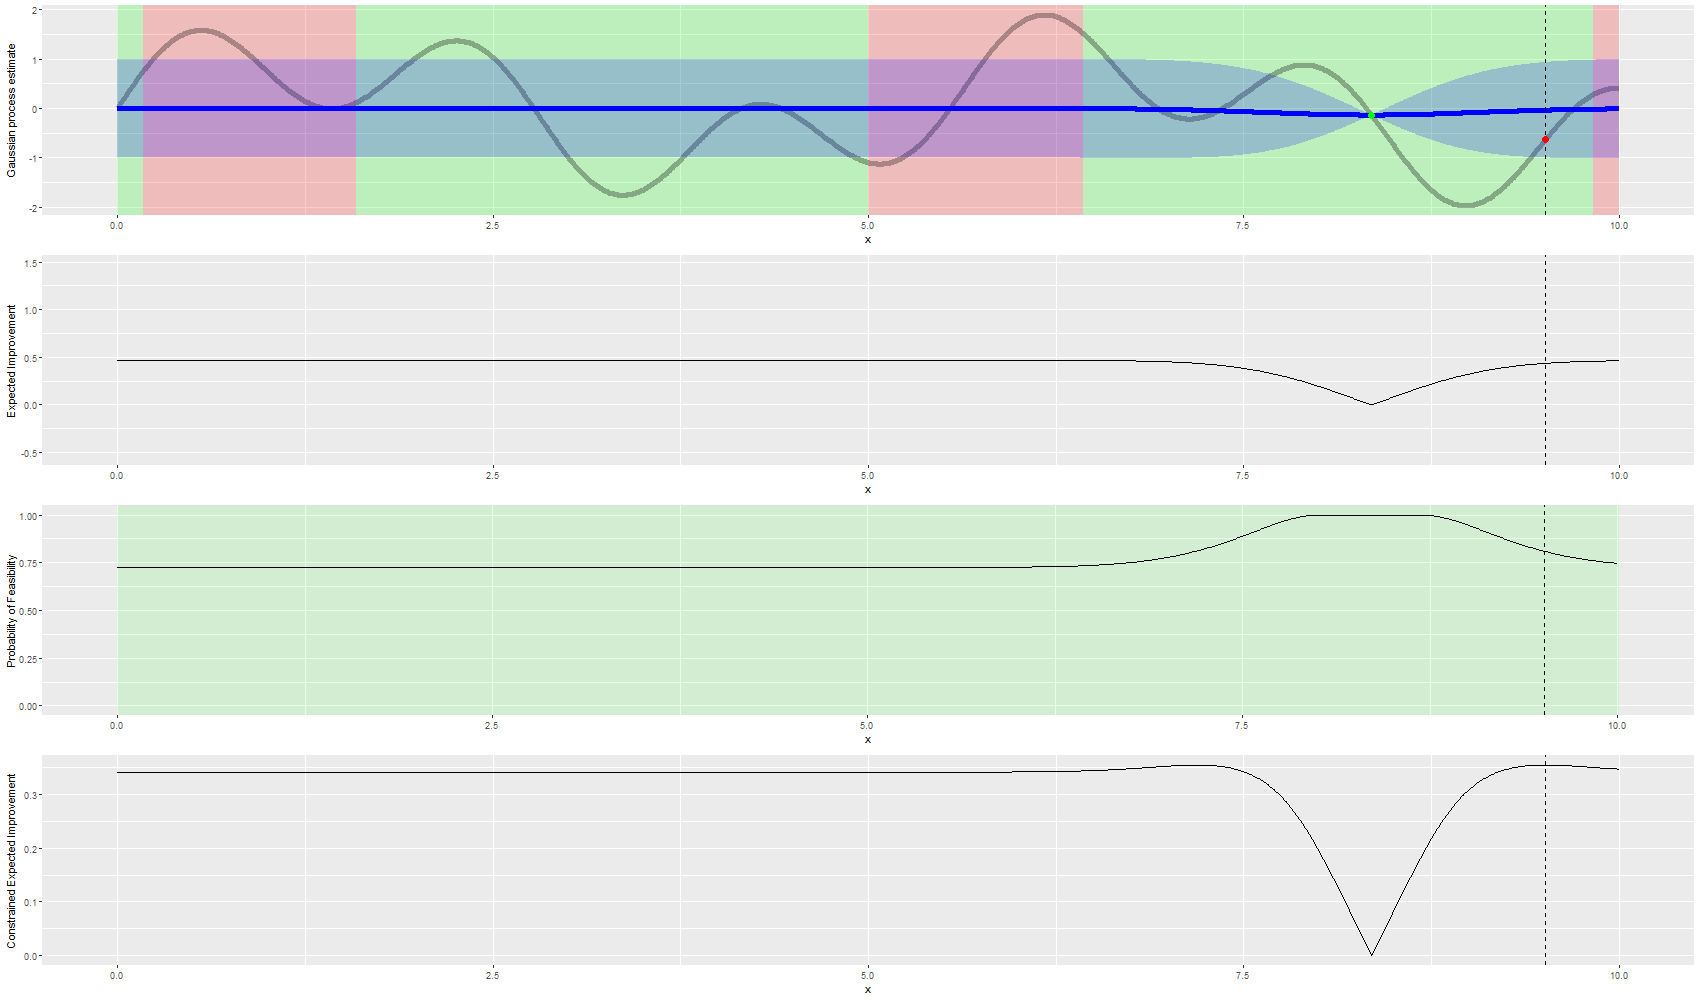 Gaussian process estimate
2
1
0
-1
-2
0.0 2.5 5.0 7.5 10.0
x
Expected Improvement
1.5
1.0
0.5
0.0
-0.5
0.0 2.5 5.0 7.5 10.0
x
Probability of Feasibility
1.00
0.75
0.50
0.25
0.00
0.0 2.5 5.0 7.5 10.0
x
Constrained Expected Improvement
0.3
0.2
0.1
0.0
0.0 2.5 5.0 7.5 10.0
x